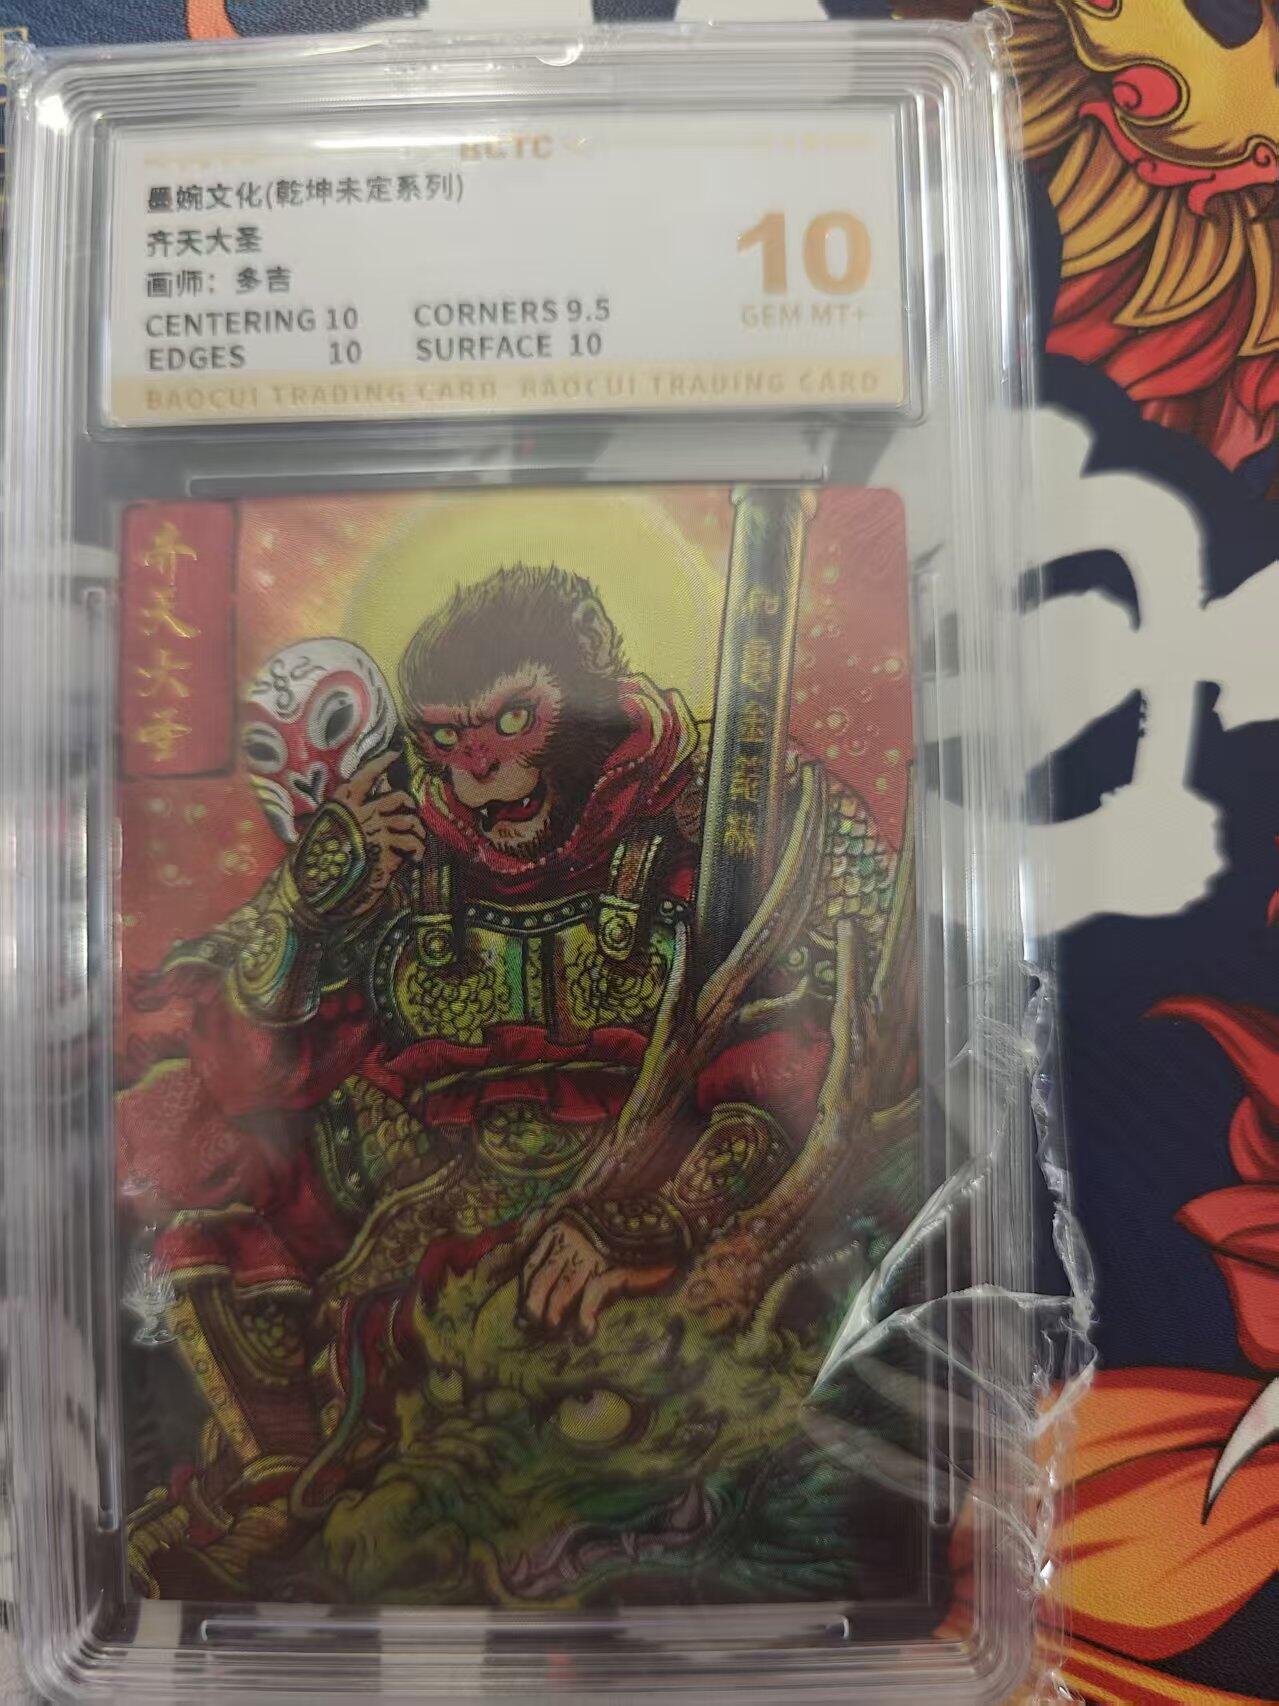 BCTC
墨婉文化(乾坤未定系列)
齐天大圣
画师：多吉
CENTERING 10 CORNERS 9.5
EDGES 10 SURFACE 10
10
GEM MT+
BAOCUI TRADING CARD BAOCUI TRADING CARD
齐天大圣